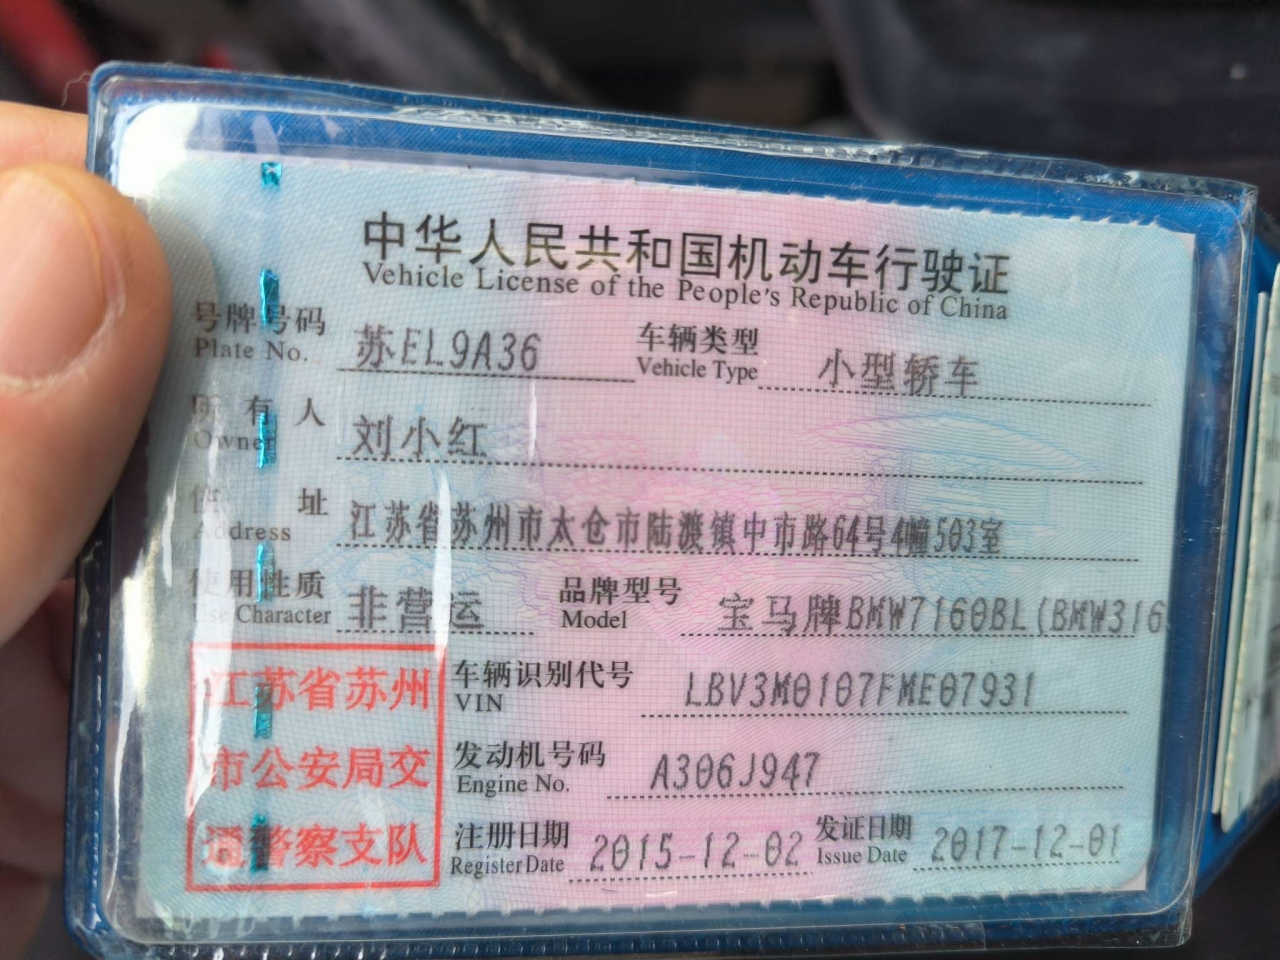 中华人民共和国机动车行驶证
Vehicle License of the People's Republic of China
号牌号码 苏EL9A36 车辆类型 小型轿车
Plate No. Vehicle Type
所有人 刘小红
Owner
住址 江苏省苏州市太仓市陆渡镇中市路64号4幢503室
Address
使用性质 非营运 品牌型号 宝马牌BMW7160BL(BMW316
Use Character Model
江苏省苏州
市公安局交
通警察支队
车辆识别代号 LBV3M0107FME07931
VIN
发动机号码 A306J947
Engine No.
注册日期 2015-12-02 发证日期 2017-12-01
Register Date Issue Date